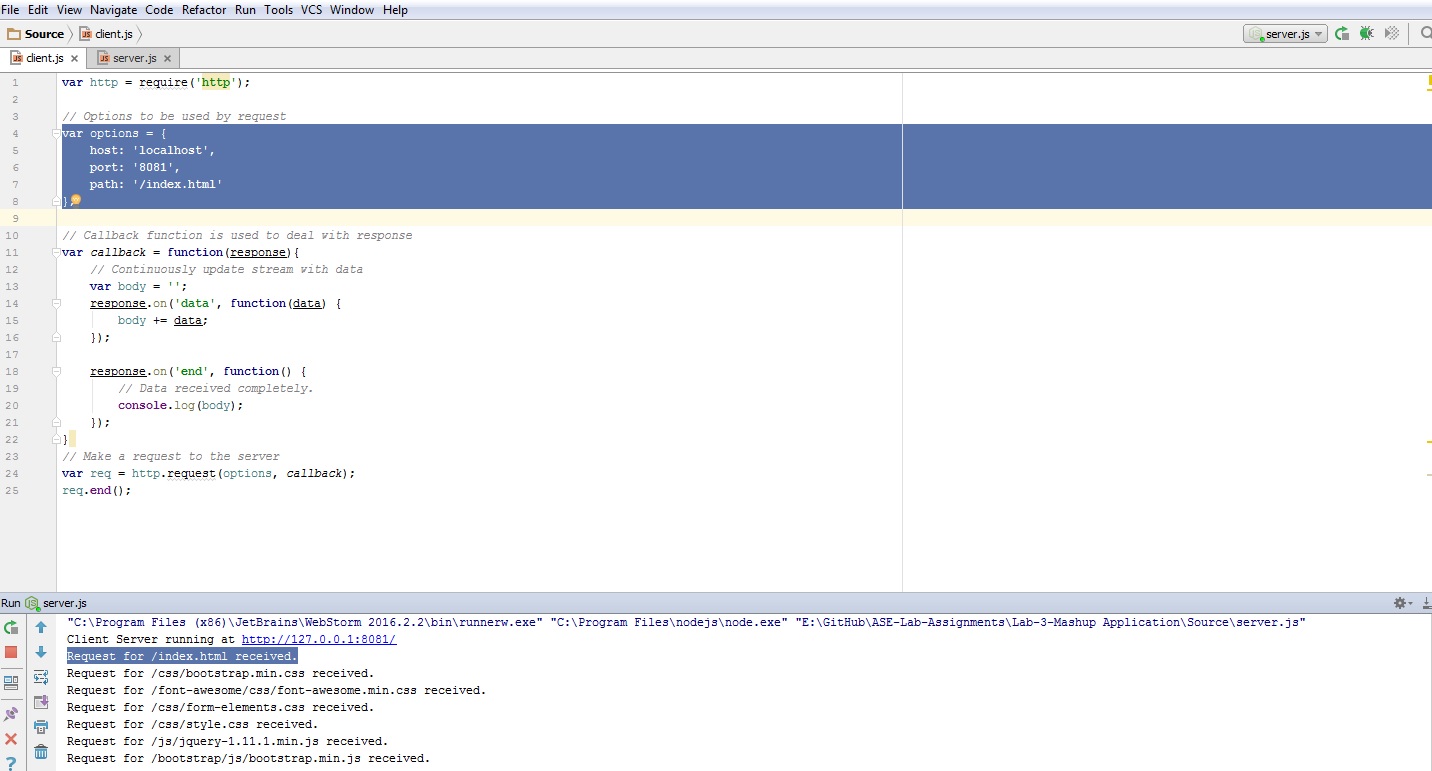 File Edit View Navigate Code Refactor Run Tools VCS Window Help
Source client.js server.js
client.js server.js
1 var http = require('http');
2
3 // Options to be used by request
4 var options = {
5 host: 'localhost',
6 port: '8081',
7 path: '/index.html'
8 };
9
10 // Callback function is used to deal with response
11 var callback = function(response){
12 // Continuously update stream with data
13 var body = '';
14 response.on('data', function(data) {
15 body += data;
16 });
17
18 response.on('end', function() {
19 // Data received completely.
20 console.log(body);
21 });
22 }
23 // Make a request to the server
24 var req = http.request(options, callback);
25 req.end();
Run server.js
"C:\Program Files (x86)\JetBrains\WebStorm 2016.2.2\bin\runnerw.exe" "C:\Program Files\nodejs\node.exe" "E:\GitHub\ASE-Lab-Assignments\Lab-3-Mashup Application\Source\server.js"
Client Server running at http://127.0.0.1:8081/
Request for /index.html received.
Request for /css/bootstrap.min.css received.
Request for /font-awesome/css/font-awesome.min.css received.
Request for /css/form-elements.css received.
Request for /css/style.css received.
Request for /js/jquery-1.11.1.min.js received.
Request for /bootstrap/js/bootstrap.min.js received.